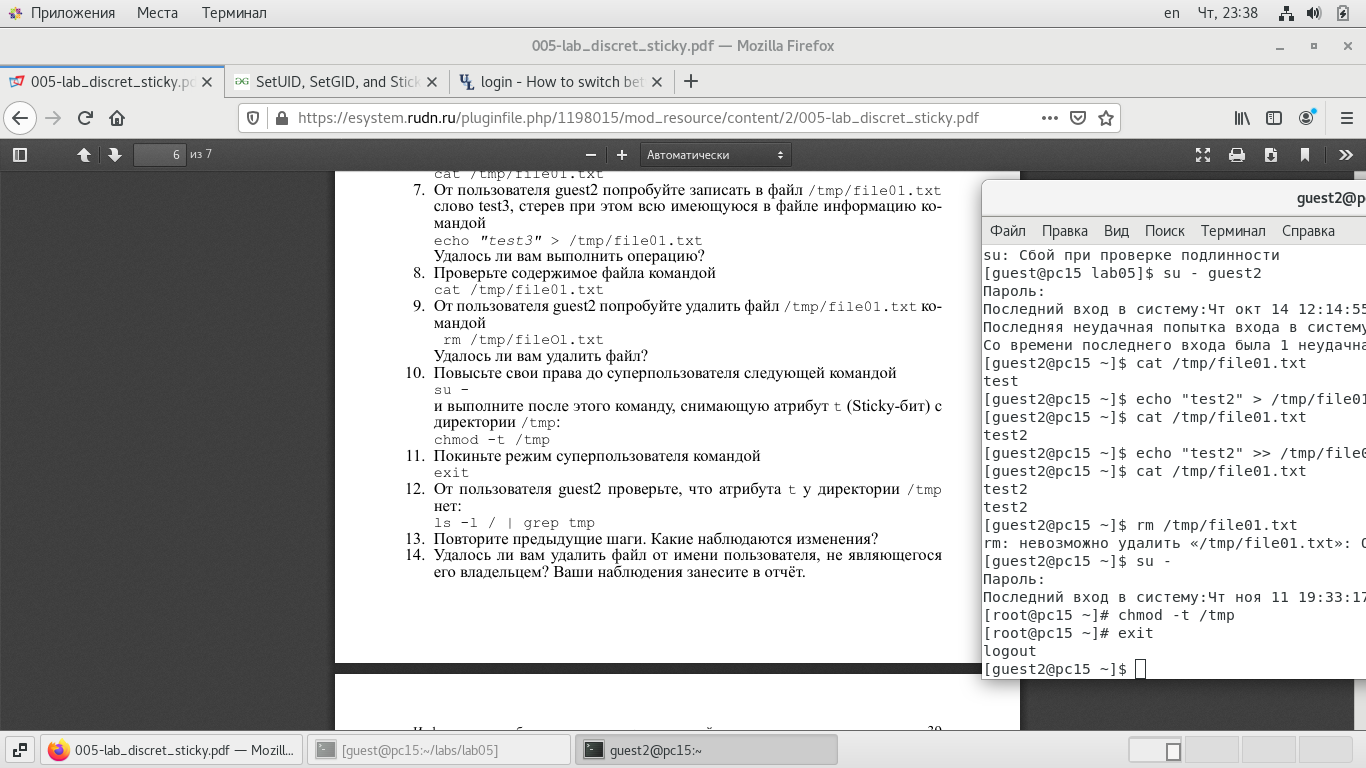 Приложения Места Терминал en Чт, 23:38
005-lab_discret_sticky.pdf — Mozilla Firefox
005-lab_discret_sticky.pd SetUID, SetGID, and Stick login - How to switch bet
https://esystem.rudn.ru/pluginfile.php/1198015/mod_resource/content/2/005-lab_discret_sticky.pdf
6 из 7 Автоматически
cat /tmp/file01.txt
7. От пользователя guest2 попробуйте записать в файл /tmp/file01.txt
слово test3, стерев при этом всю имеющуюся в файле информацию ко-
мандой
echo "test3" > /tmp/file01.txt
Удалось ли вам выполнить операцию?
8. Проверьте содержимое файла командой
cat /tmp/file01.txt
9. От пользователя guest2 попробуйте удалить файл /tmp/file01.txt ко-
мандой
rm /tmp/fileOl.txt
Удалось ли вам удалить файл?
10. Повысьте свои права до суперпользователя следующей командой
su -
и выполните после этого команду, снимающую атрибут t (Sticky-бит) с
директории /tmp:
chmod -t /tmp
11. Покиньте режим суперпользователя командой
exit
12. От пользователя guest2 проверьте, что атрибута t у директории /tmp
нет:
ls -l / | grep tmp
13. Повторите предыдущие шаги. Какие наблюдаются изменения?
14. Удалось ли вам удалить файл от имени пользователя, не являющегося
его владельцем? Ваши наблюдения занесите в отчёт.
guest2@p
Файл Правка Вид Поиск Терминал Справка
su: Сбой при проверке подлинности
[guest@pc15 lab05]$ su - guest2
Пароль:
Последний вход в систему:Чт окт 14 12:14:55
Последняя неудачная попытка входа в систему
Со времени последнего входа была 1 неудачна
[guest2@pc15 ~]$ cat /tmp/file01.txt
test
[guest2@pc15 ~]$ echo "test2" > /tmp/file01
[guest2@pc15 ~]$ cat /tmp/file01.txt
test2
[guest2@pc15 ~]$ echo "test2" >> /tmp/file0
[guest2@pc15 ~]$ cat /tmp/file01.txt
test2
test2
[guest2@pc15 ~]$ rm /tmp/file01.txt
rm: невозможно удалить «/tmp/file01.txt»: О
[guest2@pc15 ~]$ su -
Пароль:
Последний вход в систему:Чт ноя 11 19:33:17
[root@pc15 ~]# chmod -t /tmp
[root@pc15 ~]# exit
logout
[guest2@pc15 ~]$
005-lab_discret_sticky.pdf — Mozill... [guest@pc15:~/labs/lab05] guest2@pc15:~